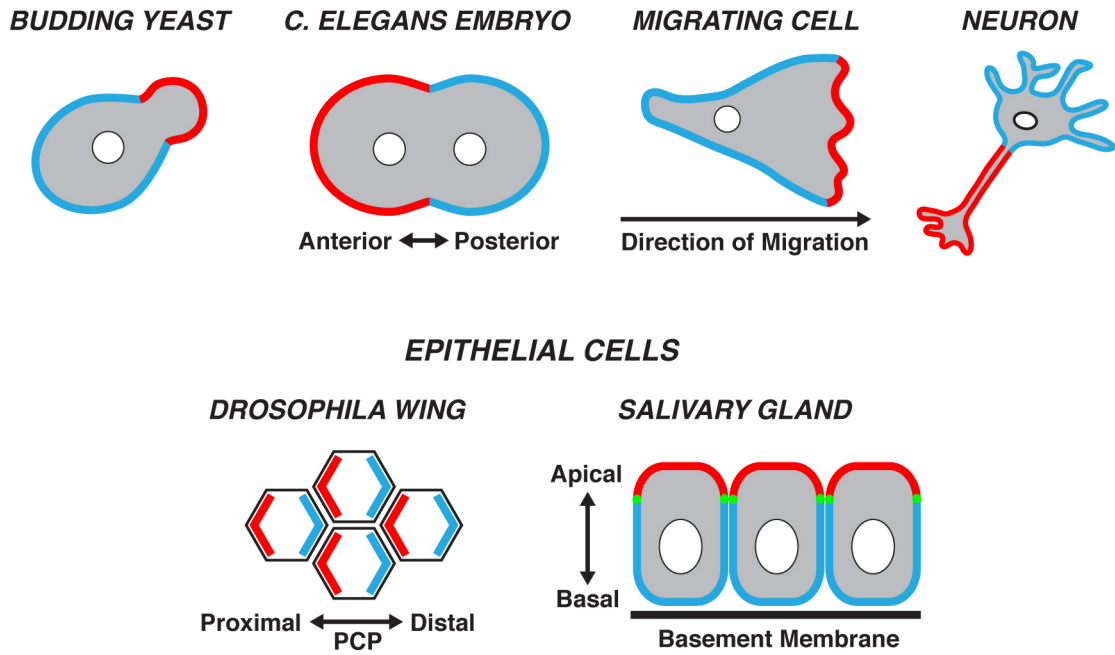 BUDDING YEAST
C. ELEGANS EMBRYO
MIGRATING CELL
NEURON
Anterior
Posterior
Direction of Migration
EPITHELIAL CELLS
DROSOPHILA WING
SALIVARY GLAND
Apical
Basal
Proximal
Distal
PCP
Basement Membrane